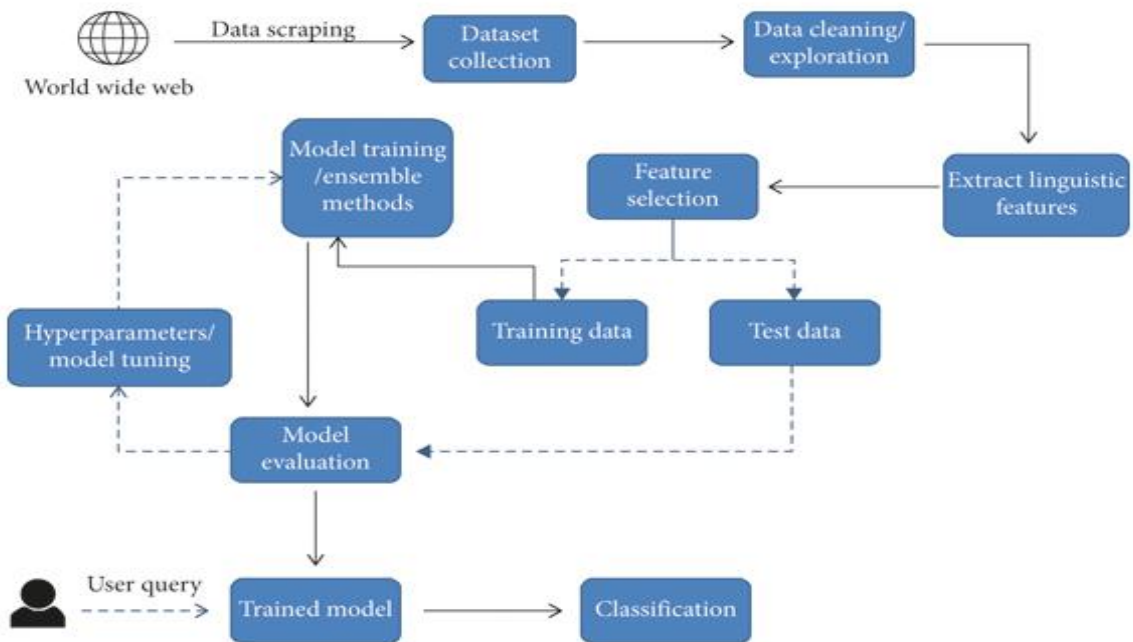 Data scraping
World wide web
Dataset
collection
Data cleaning/
exploration
Extract linguistic
features
Feature
selection
Model training
/ensemble
methods
Training data
Test data
Hyperparameters/
model tuning
Model
evaluation
User query
Trained model
Classification